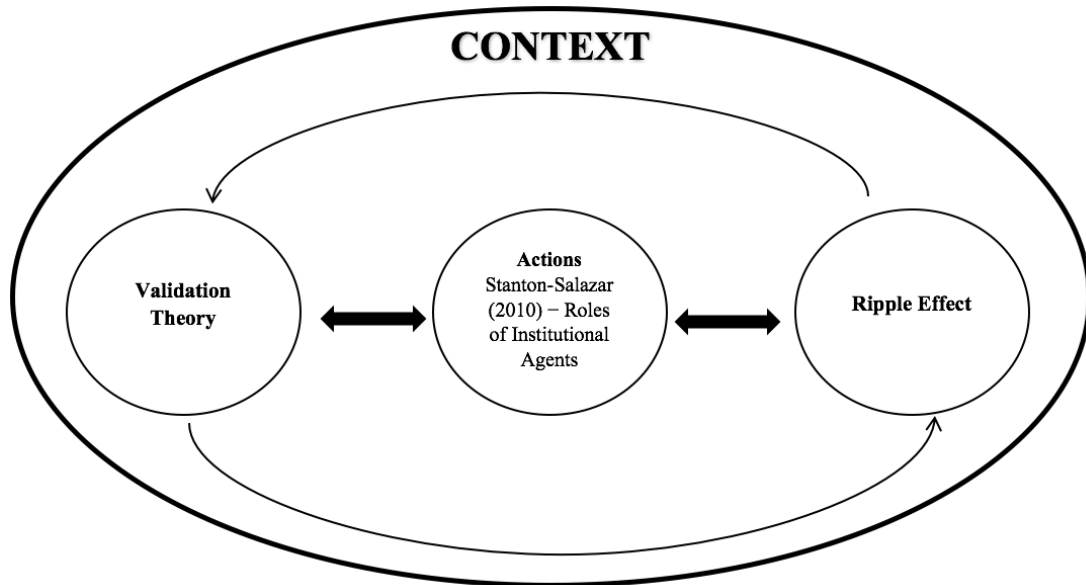 CONTEXT
Validation
Theory
Actions
Stanton-Salazar
(2010) – Roles
of Institutional
Agents
Ripple Effect